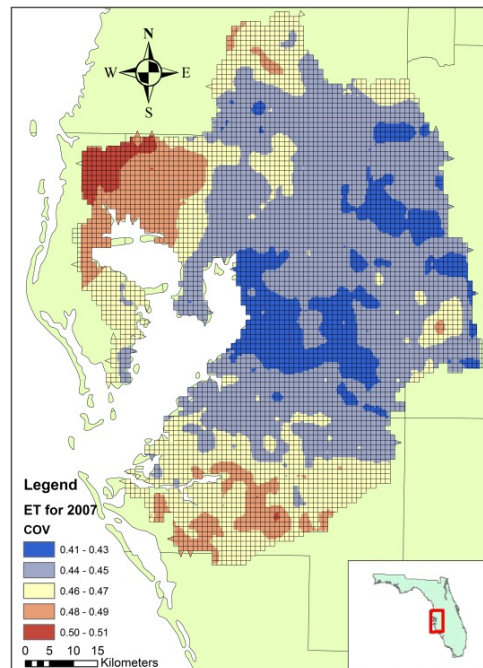 N
W E
S
Legend
ET for 2007
COV
0.41 - 0.43
0.44 - 0.45
0.46 - 0.47
0.48 - 0.49
0.50 - 0.51
0 5 10 15
Kilometers